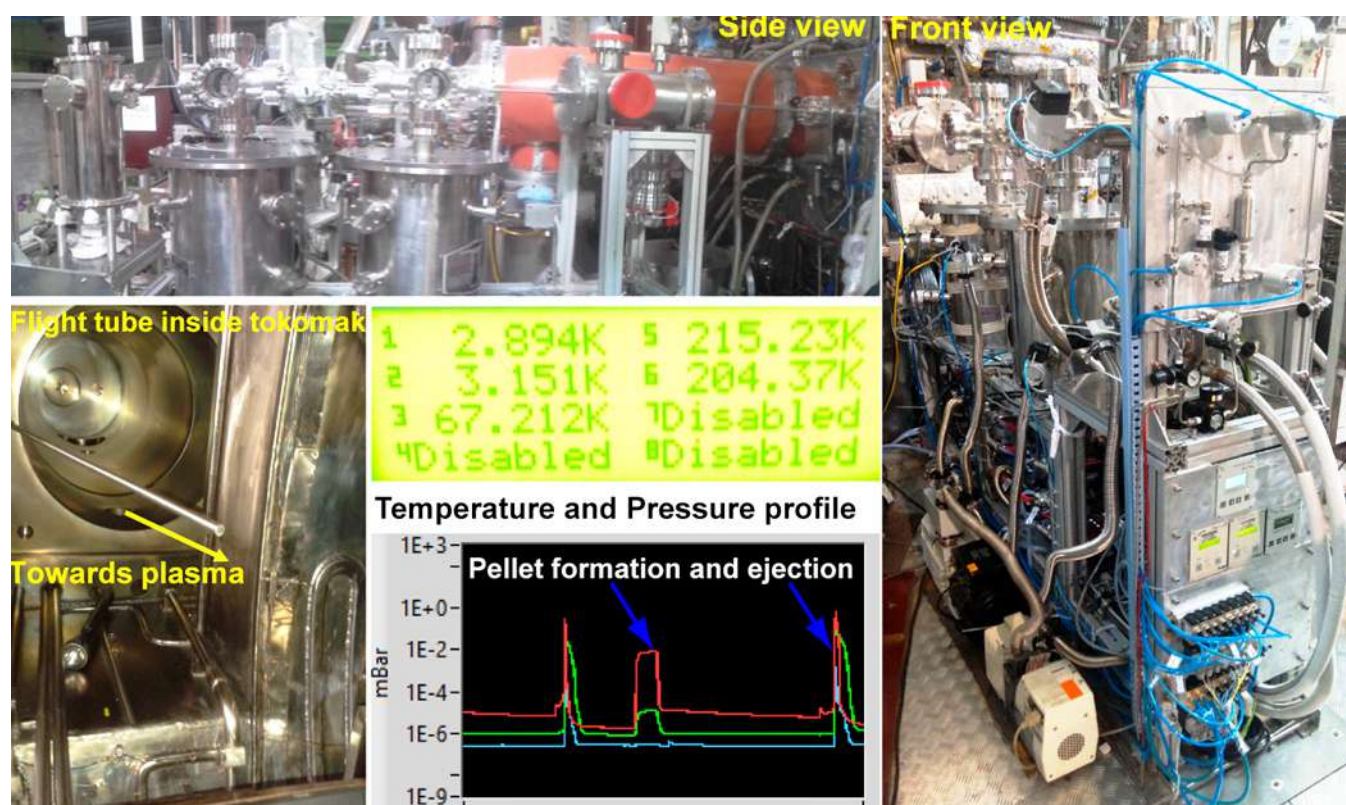 Side view
Front view
Flight tube inside tokomak
Towards plasma
1 2.894K 5 215.23K
2 3.151K 6 204.37K
3 67.212K 7Disabled
4Disabled 8Disabled
Temperature and Pressure profile
Pellet formation and ejection
mBar
1E+3
1E+0
1E-2
1E-4
1E-6
1E-9